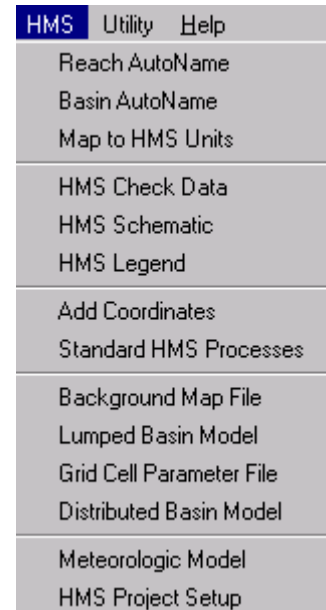 HMS Utility Help
Reach AutoName
Basin AutoName
Map to HMS Units
HMS Check Data
HMS Schematic
HMS Legend
Add Coordinates
Standard HMS Processes
Background Map File
Lumped Basin Model
Grid Cell Parameter File
Distributed Basin Model
Meteorologic Model
HMS Project Setup